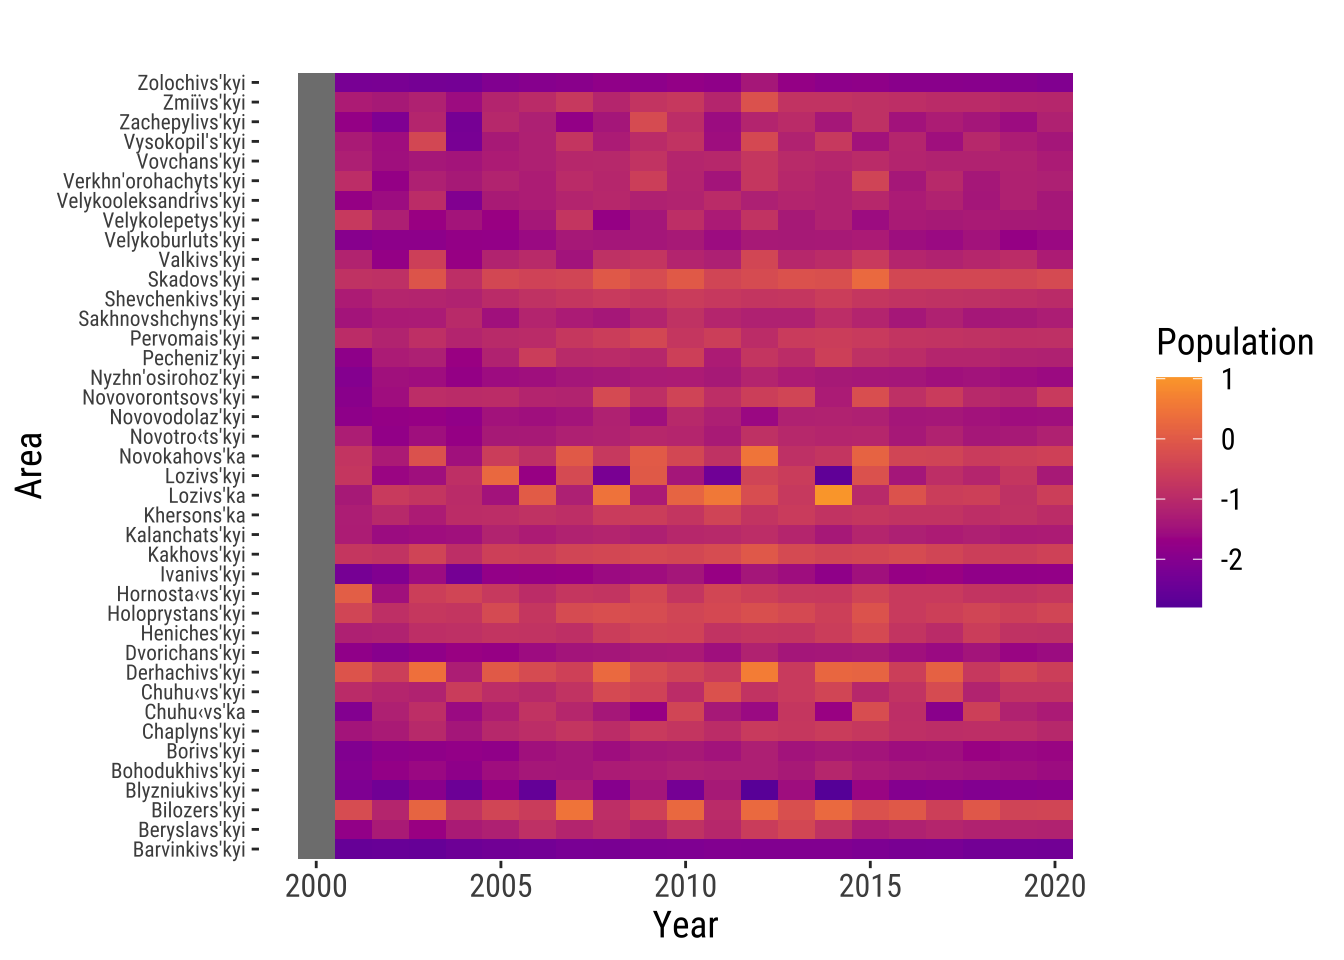 Zolochivs'kyi
Zmiïvs'kyi
Zachepylivs'kyi
Vysokopil's'kyi
Vovchans'kyi
Verkhn'orohachyts'kyi
Velykooleksandrivs'kyi
Velykolepetys'kyi
Velykoburluts'kyi
Valkivs'kyi
Skadovs'kyi
Shevchenkivs'kyi
Sakhnovshchyns'kyi
Pervomais'kyi
Pecheniz'kyi
Nyzhn'osirohoz'kyi
Novovorontsovs'kyi
Novovodolaz'kyi
Novotro‹ts'kyi
Novokahovs'ka
Lozivs'kyi
Lozivs'ka
Khersons'ka
Kalanchats'kyi
Kakhovs'kyi
Ivanivs'kyi
Hornosta‹vs'kyi
Holoprystans'kyi
Heniches'kyi
Dvorichans'kyi
Derhachivs'kyi
Chuhu‹vs'kyi
Chuhu‹vs'ka
Chaplyns'kyi
Borivs'kyi
Bohodukhivs'kyi
Blyzniukivs'kyi
Bilozers'kyi
Beryslavs'kyi
Barvinkivs'kyi
Area
2000 2005 2010 2015 2020
Year
Population
1
0
-1
-2